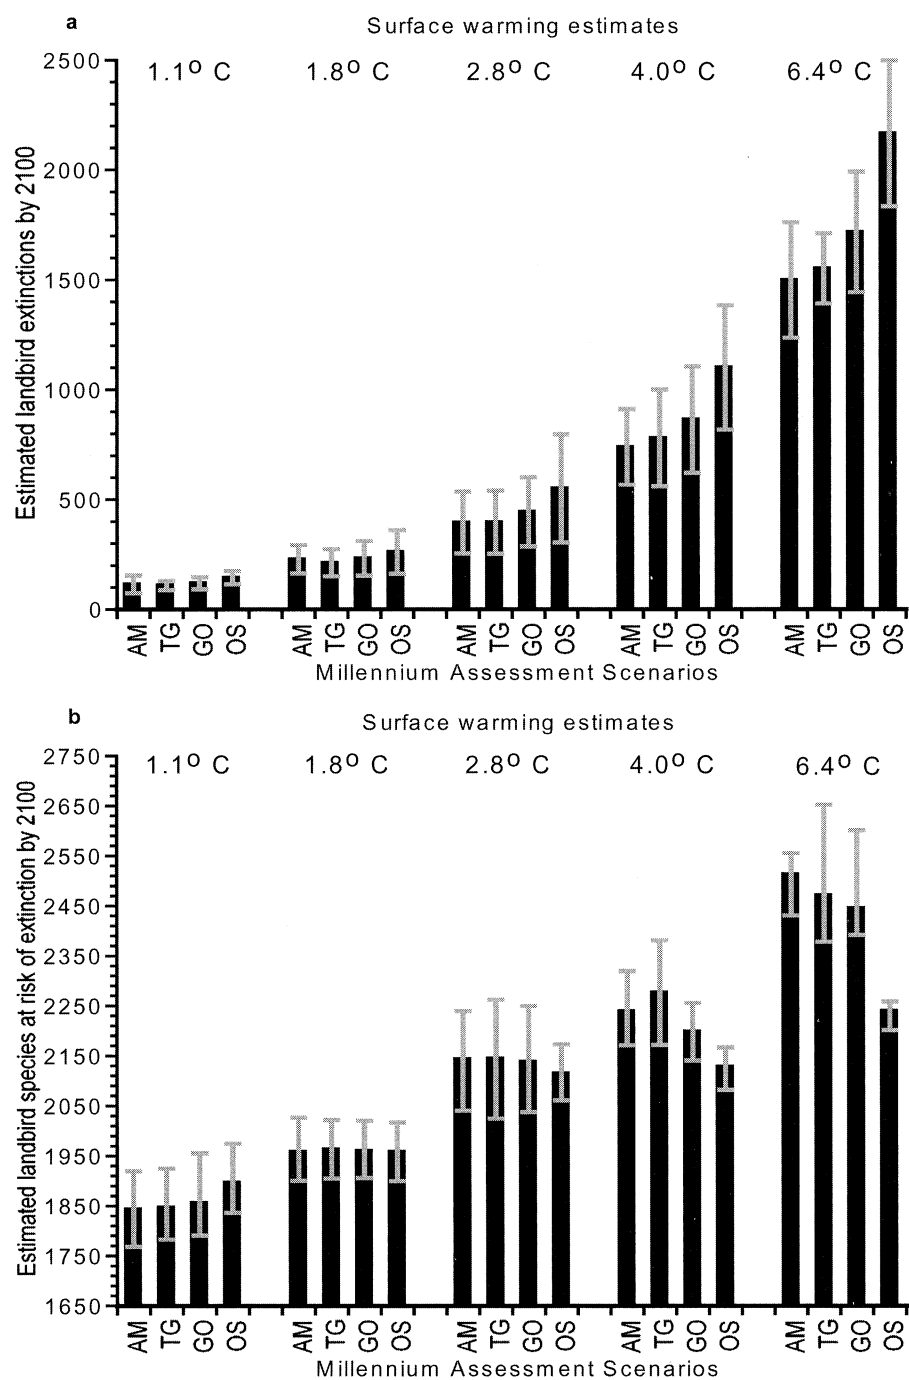 a
Surface warming estimates
1.1° C 1.8° C 2.8° C 4.0° C 6.4° C
Estimated landbird extinctions by 2100
2500
2000
1500
1000
500
0
AM TG GO OS AM TG GO OS AM TG GO OS AM TG GO OS AM TG GO OS
Millennium Assessment Scenarios
b
Surface warming estimates
1.1° C 1.8° C 2.8° C 4.0° C 6.4° C
Estimated landbird species at risk of extinction by 2100
2750
2650
2550
2450
2350
2250
2150
2050
1950
1850
1750
1650
AM TG GO OS AM TG GO OS AM TG GO OS AM TG GO OS AM TG GO OS
Millennium Assessment Scenarios